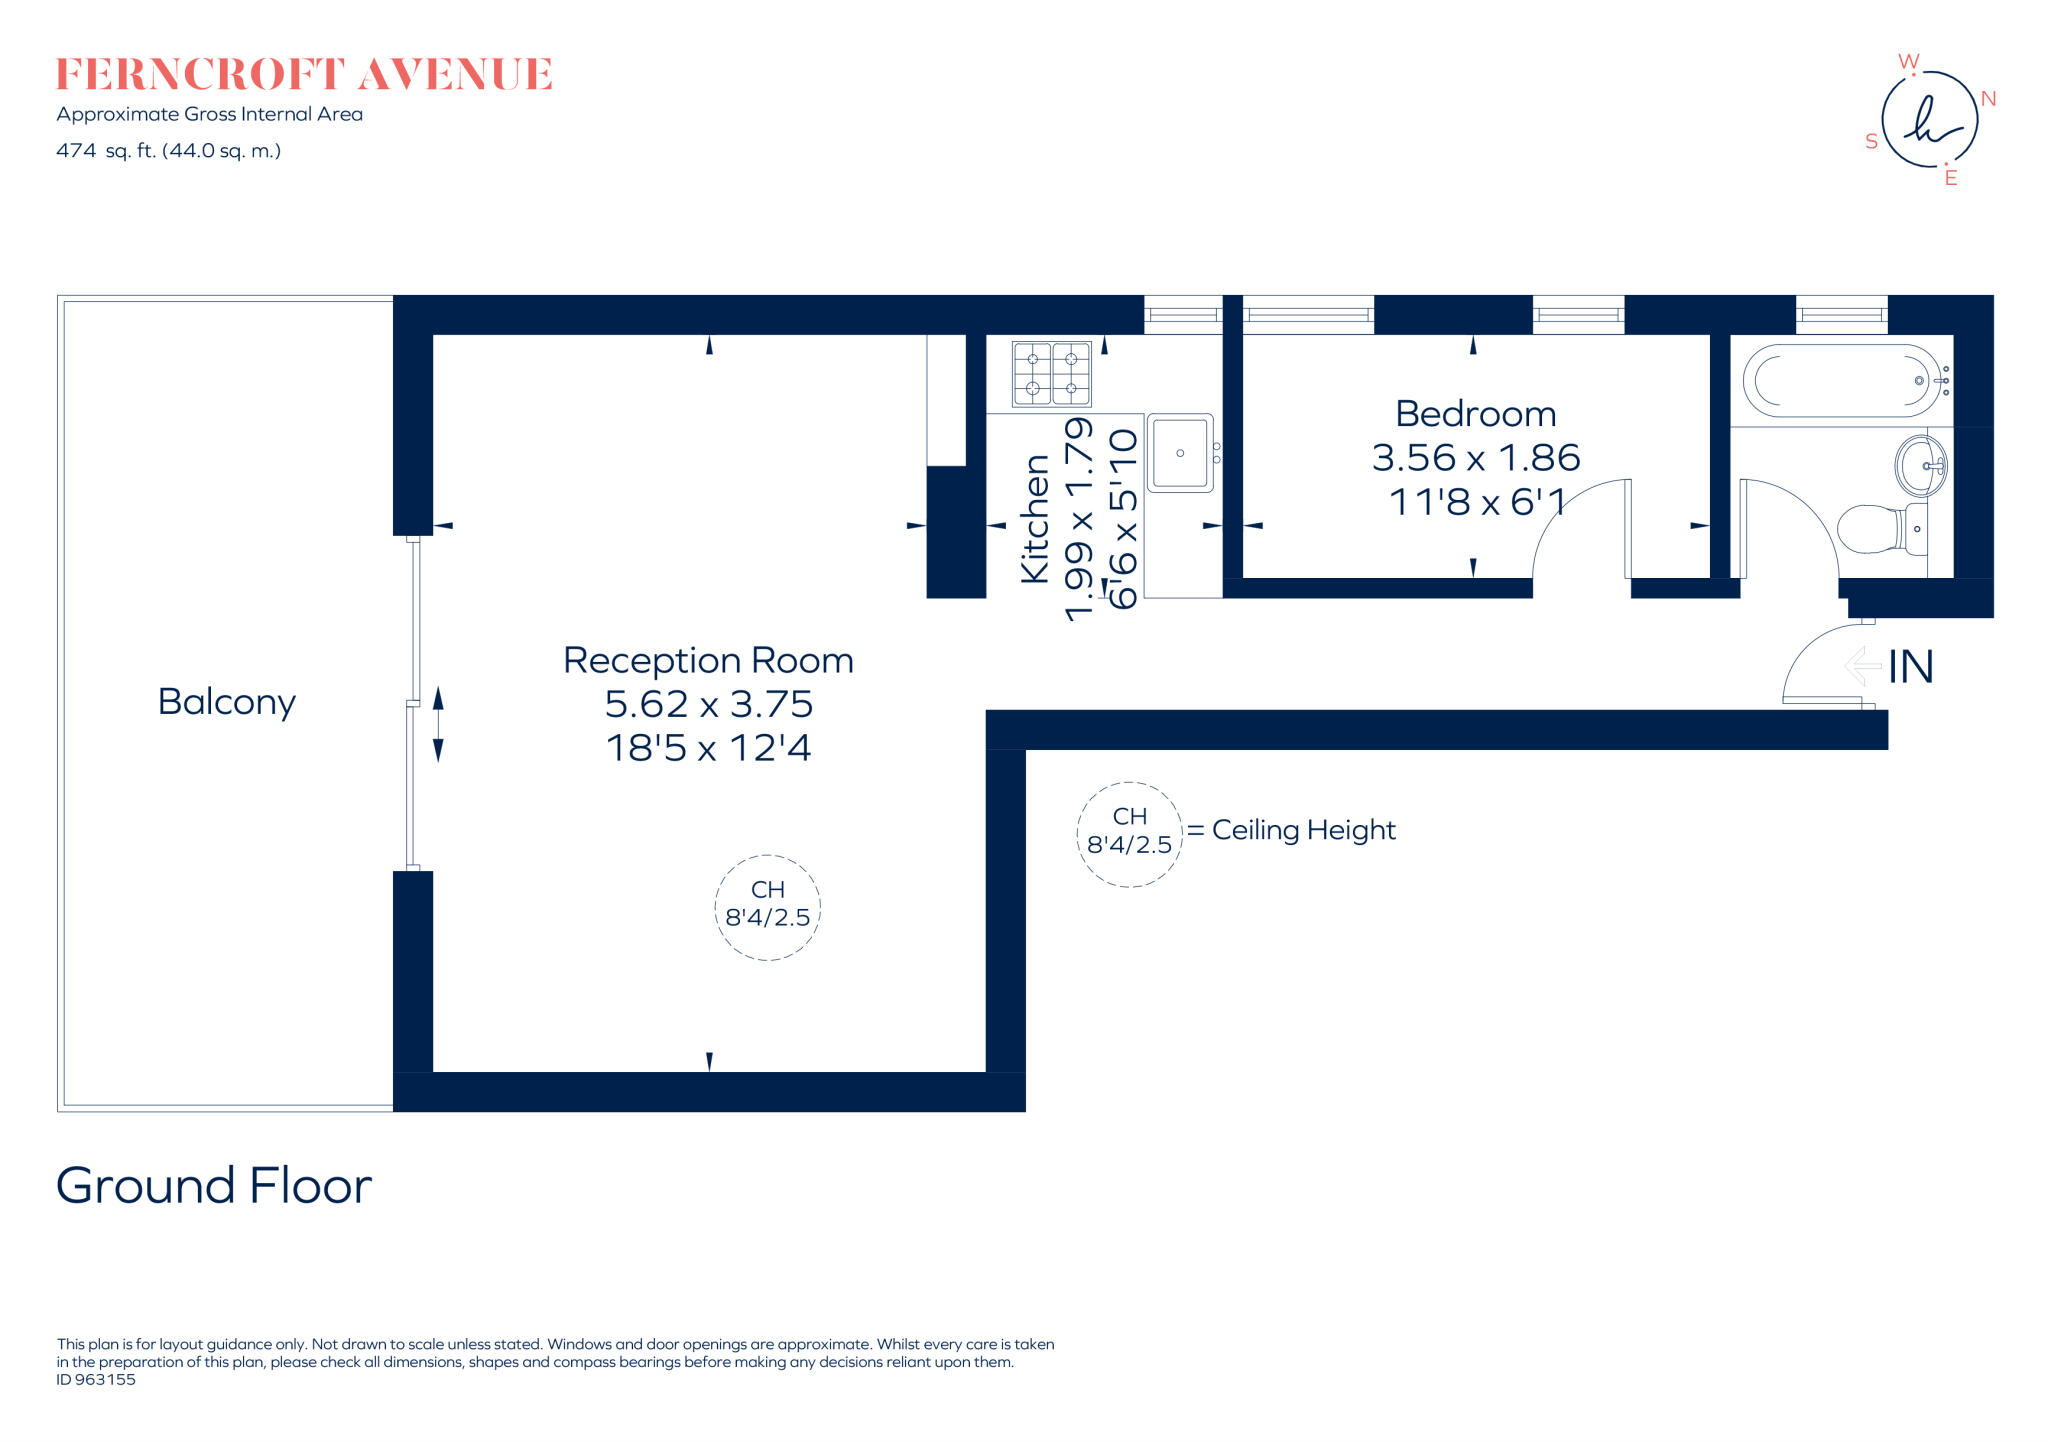 FERNCROFT AVENUE
Approximate Gross Internal Area
474 sq. ft. (44.0 sq. m.)
W
N
S
E
Balcony
Reception Room
5.62 x 3.75
18'5 x 12'4
CH
8'4/2.5
Kitchen
1.99 x 1.79
6'6 x 5'10
Bedroom
3.56 x 1.86
11'8 x 6'1
IN
CH
8'4/2.5
= Ceiling Height
Ground Floor
This plan is for layout guidance only. Not drawn to scale unless stated. Windows and door openings are approximate. Whilst every care is taken
in the preparation of this plan, please check all dimensions, shapes and compass bearings before making any decisions reliant upon them.
ID 963155